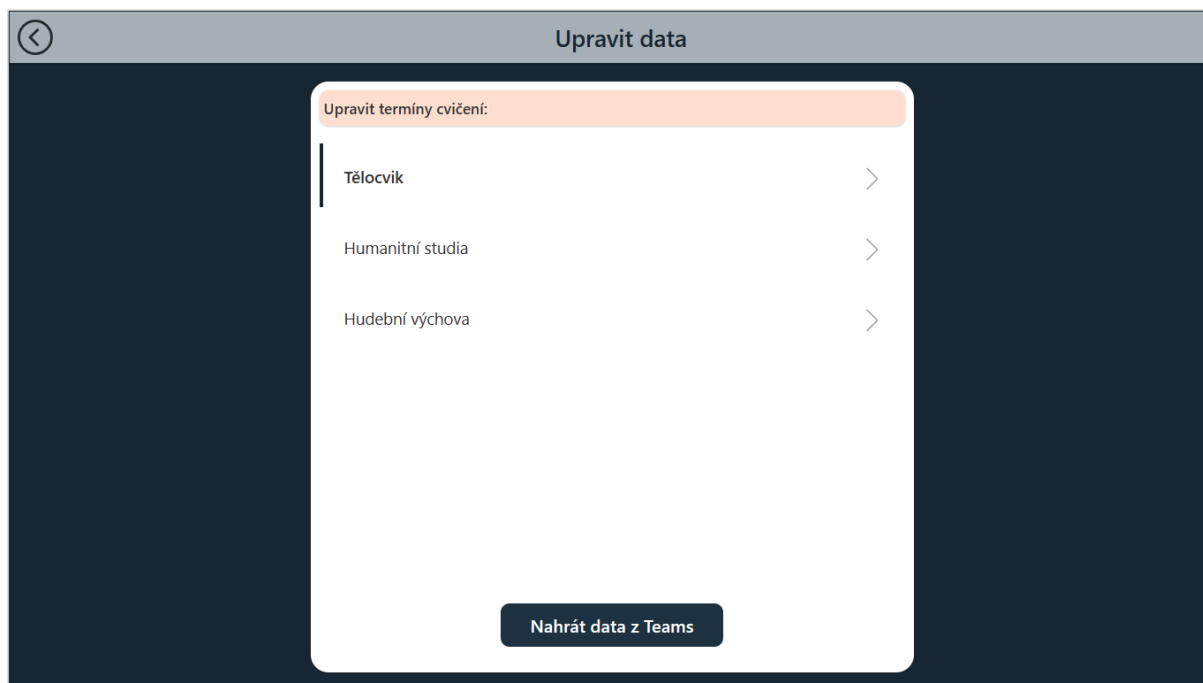 Upravit data
Upravit termíny cvičení:
Tělocvik
Humanitní studia
Hudební výchova
Nahrát data z Teams